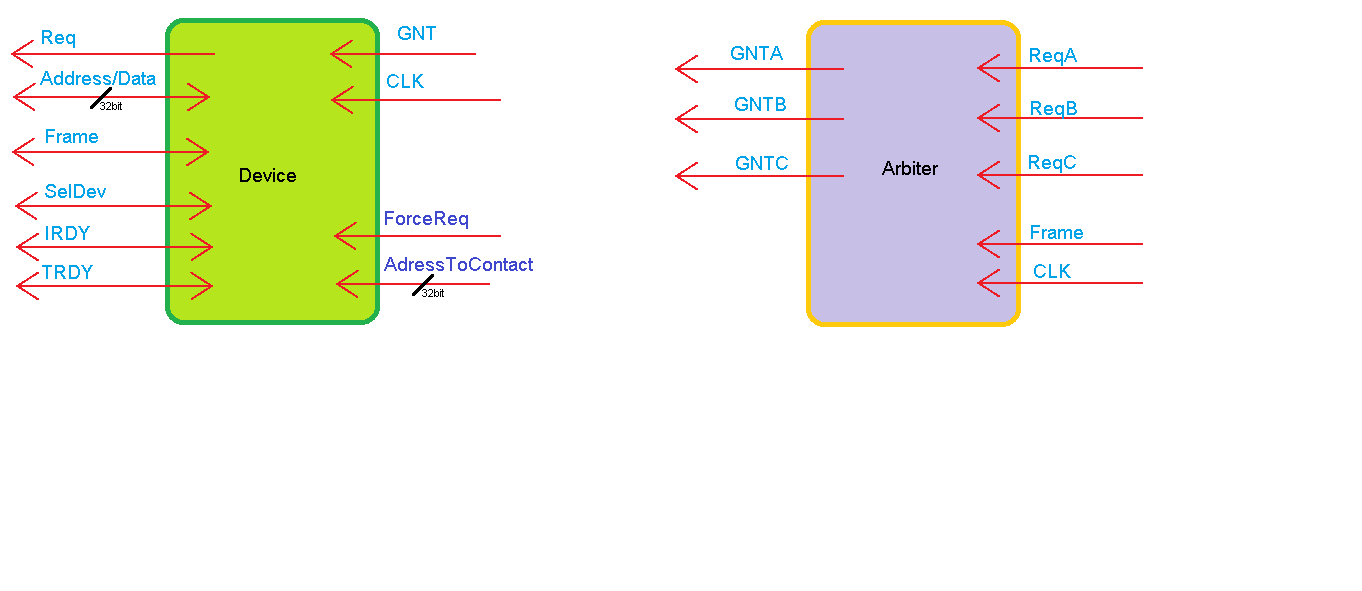 Req
Address/Data
32bit
Frame
SelDev
IRDY
TRDY
Device
GNT
CLK
ForceReq
AdressToContact
32bit
GNTA
GNTB
GNTC
Arbiter
ReqA
ReqB
ReqC
Frame
CLK